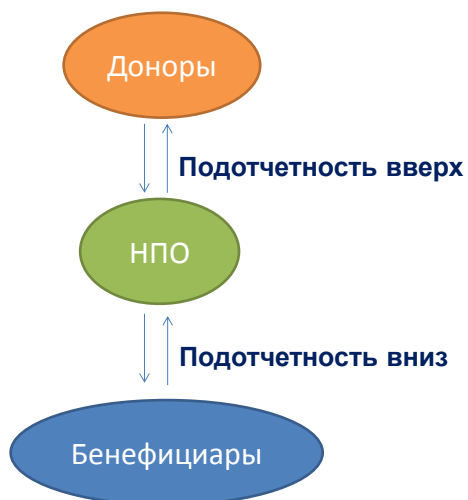 Доноры
Подотчетность вверх
НПО
Подотчетность вниз
Бенефициары